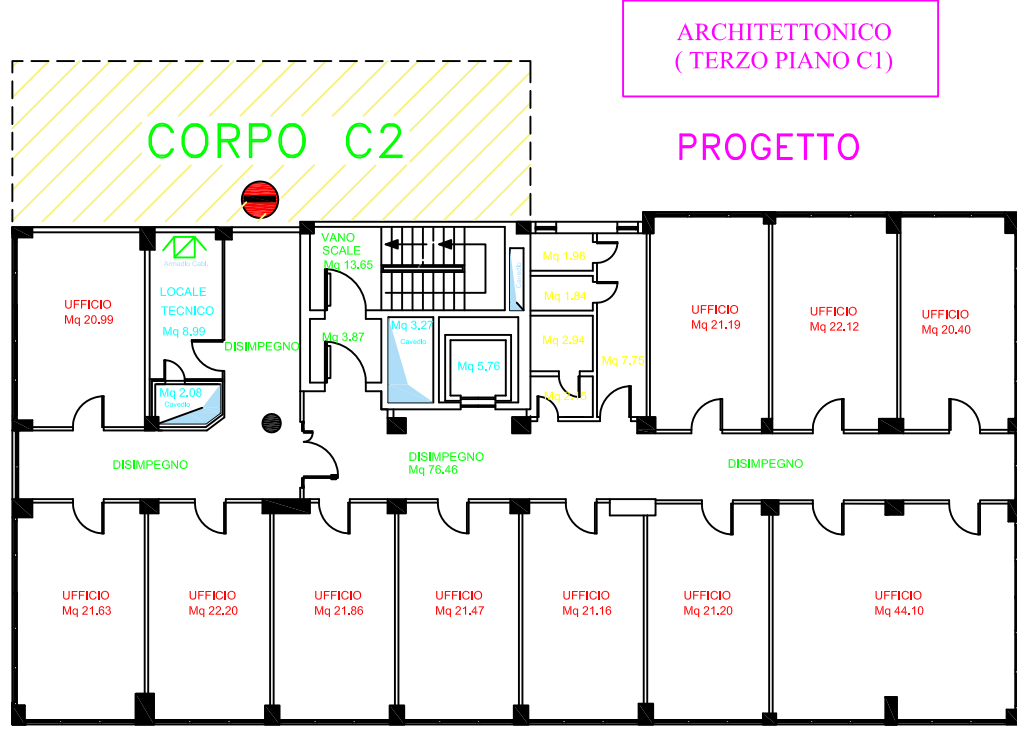 ARCHITETTONICO
( TERZO PIANO C1)
CORPO C2
PROGETTO
VANO
SCALE
Mq 13.65
Armadio Cabl.
LOCALE
TECNICO
Mq 8.99
UFFICIO
Mq 20.99
DISIMPEGNO
Mq 3.87
Mq 3.27
Cavedio
Mq 5.76
Cavedio
Mq 1.98
Mq 1.84
Mq 2.94
Mq 7.75
UFFICIO
Mq 21.19
UFFICIO
Mq 22.12
UFFICIO
Mq 20.40
Mq 2.08
Cavedio
DISIMPEGNO
DISIMPEGNO
Mq 76.46
DISIMPEGNO
UFFICIO
Mq 21.63
UFFICIO
Mq 22.20
UFFICIO
Mq 21.86
UFFICIO
Mq 21.47
UFFICIO
Mq 21.16
UFFICIO
Mq 21.20
UFFICIO
Mq 44.10